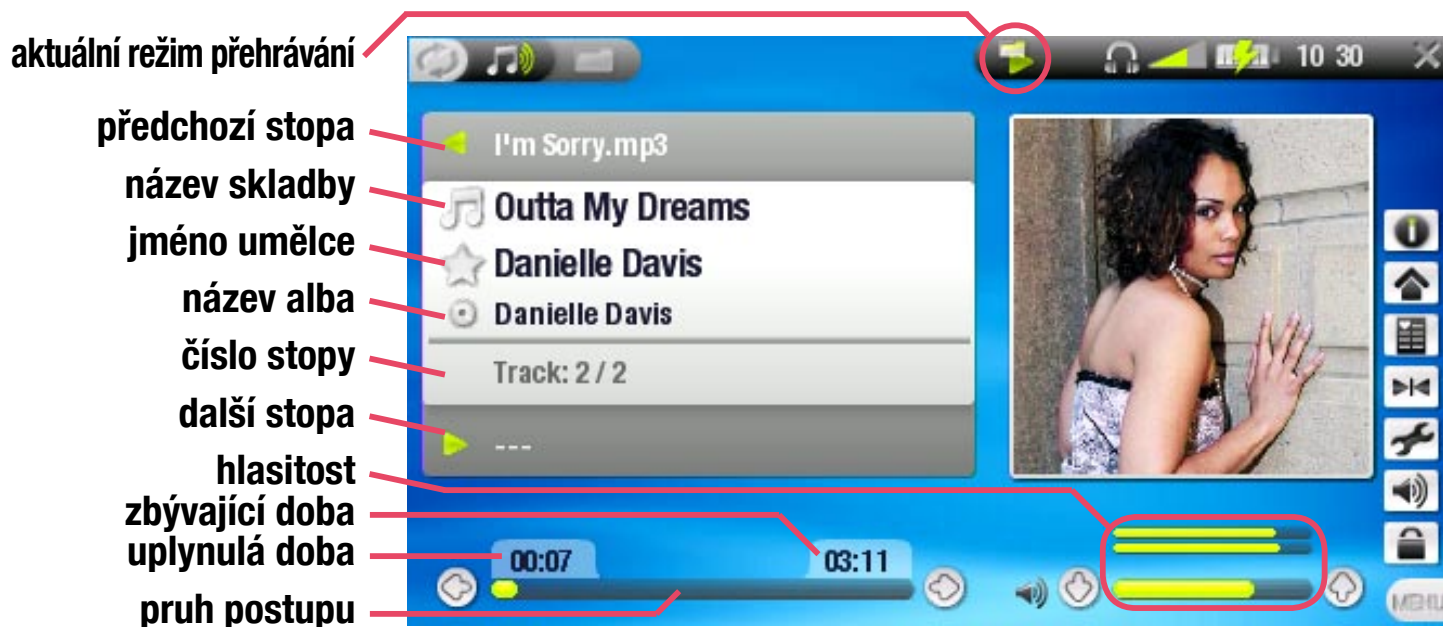 aktuální režim přehrávání
10 30
předchozí stopa
I'm Sorry.mp3
název skladby
Outta My Dreams
jméno umělce
Danielle Davis
název alba
Danielle Davis
číslo stopy
Track: 2 / 2
další stopa
---
hlasitost
zbývající doba
03:11
uplynulá doba
00:07
pruh postupu
MENU